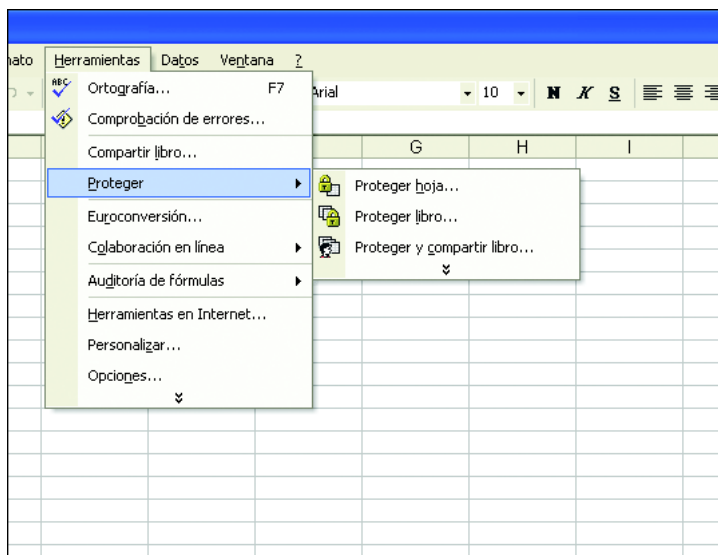 nato Herramientas Datos Ventana ?
Arial 10 N K S
G H I
ABC Ortografía... F7
Comprobación de errores...
Compartir libro...
Proteger
Euroconversión...
Colaboración en línea
Auditoría de fórmulas
Herramientas en Internet...
Personalizar...
Opciones...
Proteger hoja...
Proteger libro...
Proteger y compartir libro...